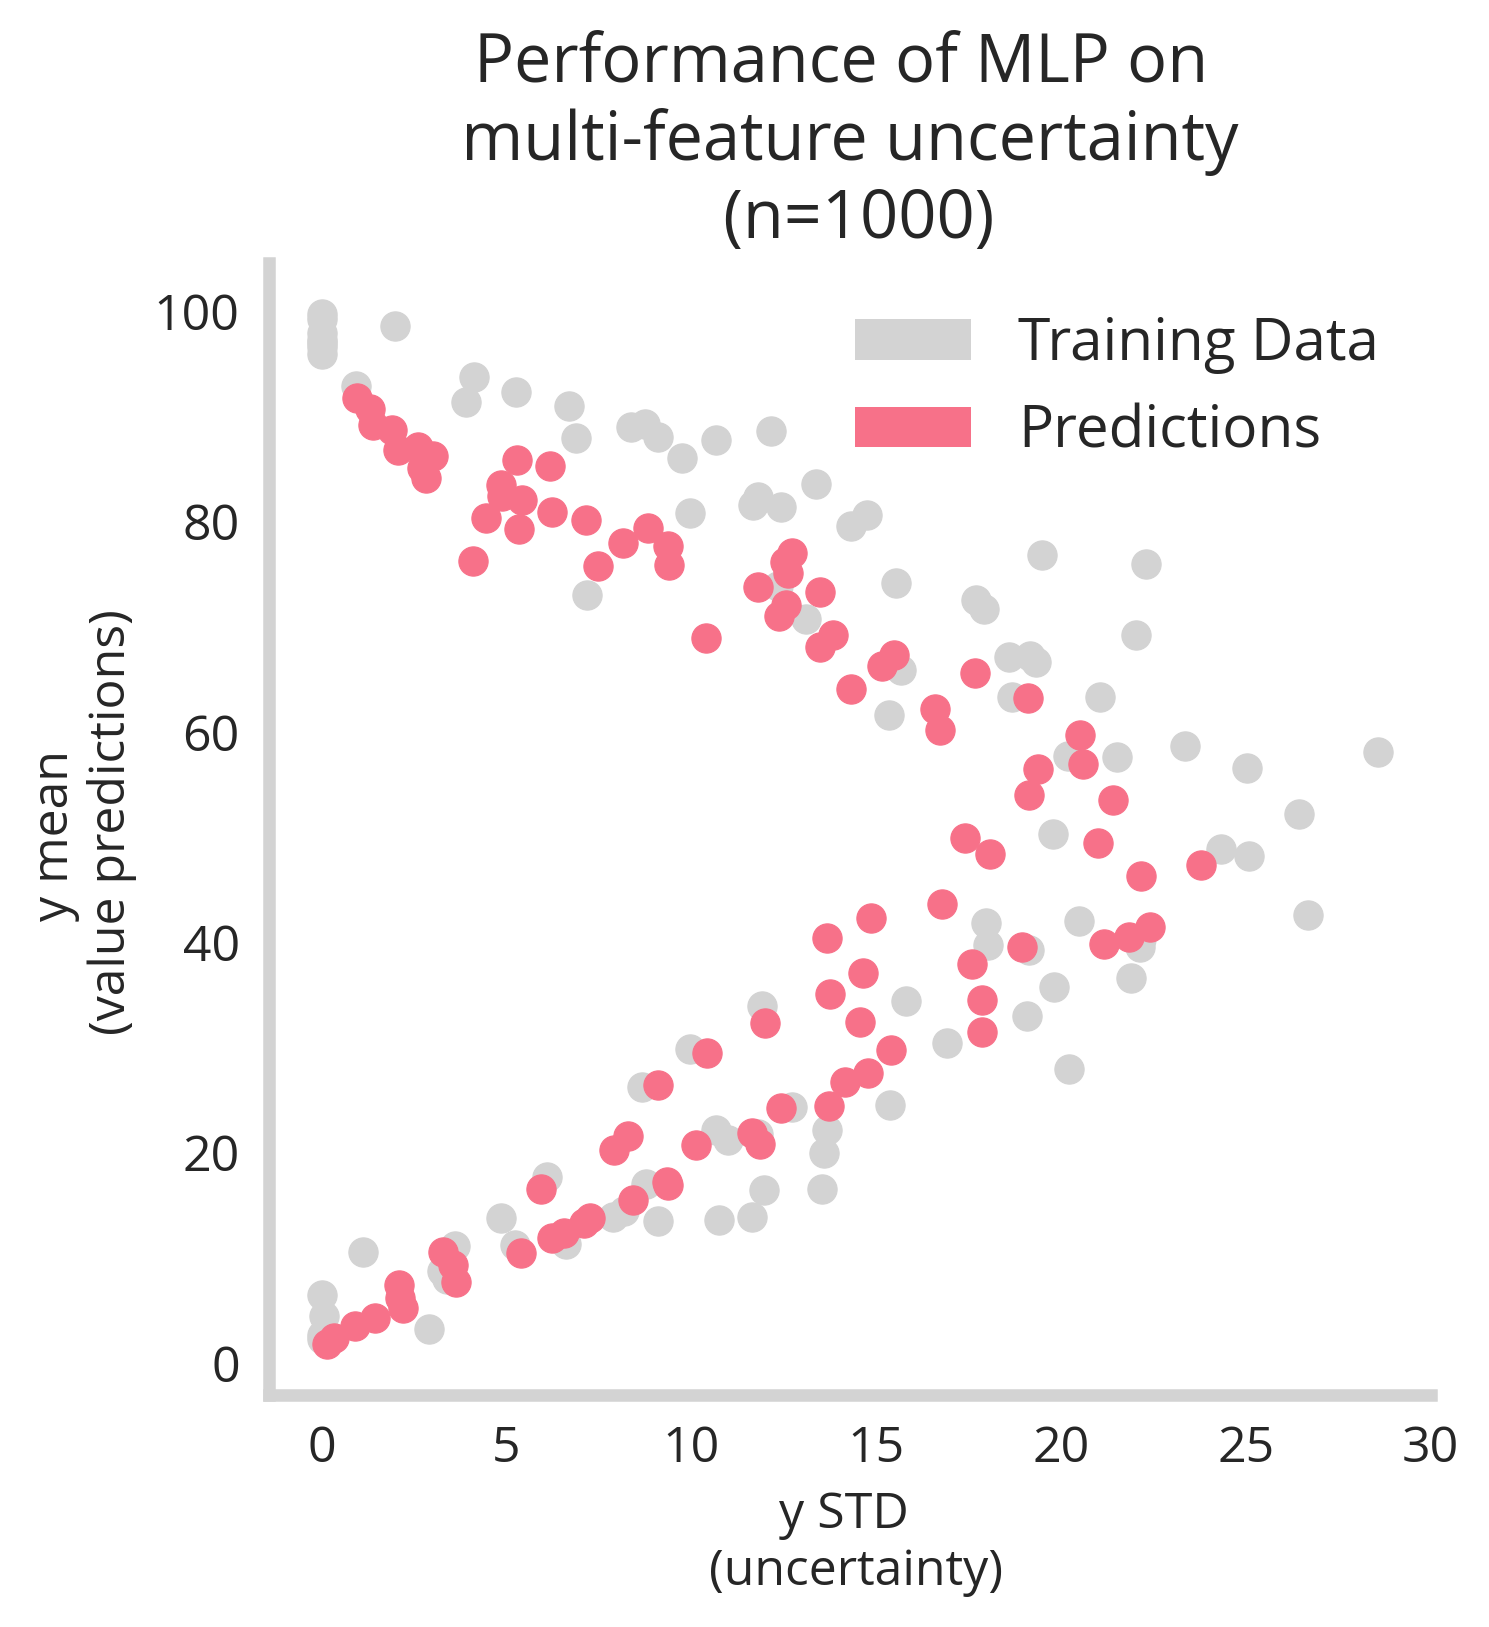 Performance of MLP on
multi-feature uncertainty
(n=1000)
Training Data
Predictions
100
80
60
40
20
0
y mean
(value predictions)
0 5 10 15 20 25 30
y STD
(uncertainty)